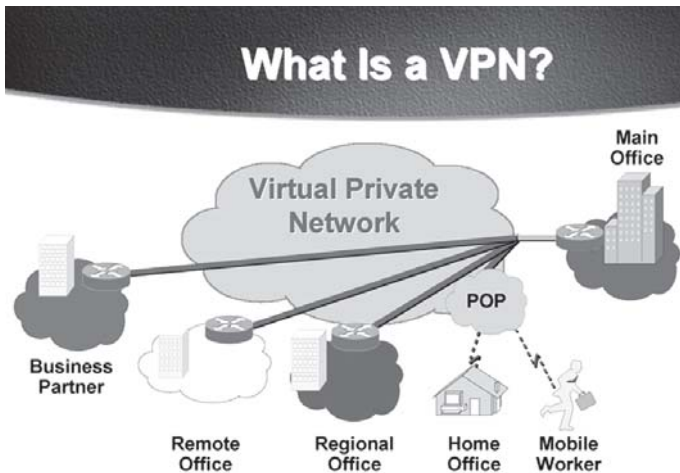 What Is a VPN?
Main
Office
Virtual Private
Network
POP
Business
Partner
Remote
Office
Regional
Office
Home
Office
Mobile
Worker